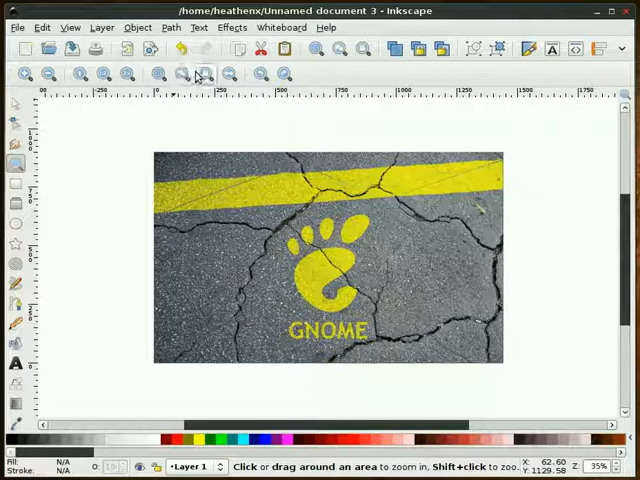 /home/heathenx/Unnamed document 3 - Inkscape
File Edit View Layer Object Path Text Effects Whiteboard Help
GNOME
Fill: N/A
Stroke: N/A
O:
Layer 1
Click or drag around an area to zoom in, Shift+click to zoo.
X: 62.60
Y: 1129.58
Z: 35%